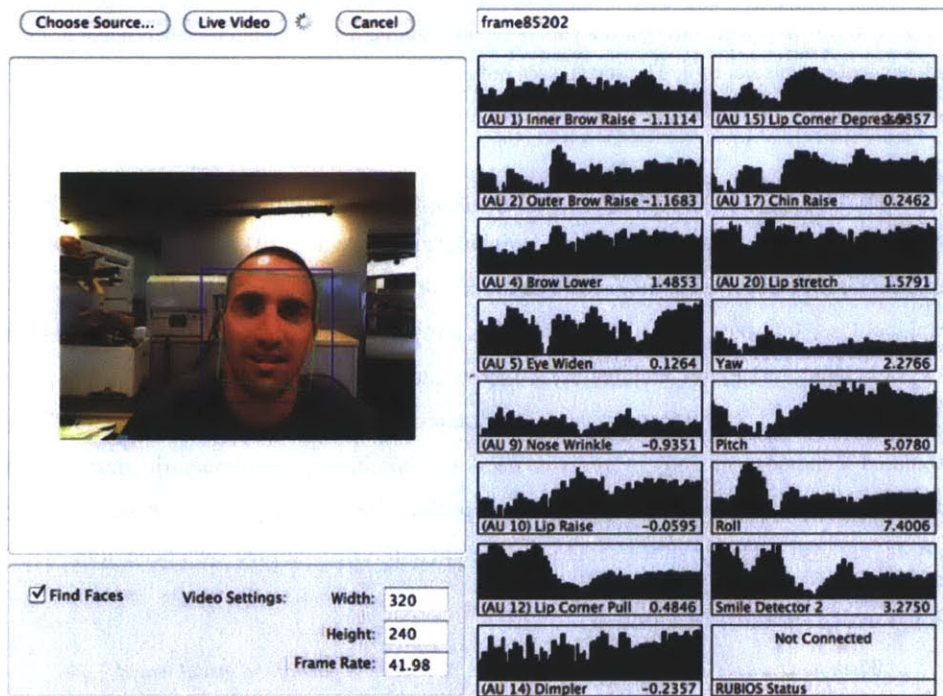 Choose Source...
Live Video
Cancel
frame85202
(AU 1) Inner Brow Raise -1.1114
(AU 2) Outer Brow Raise -1.1683
(AU 4) Brow Lower 1.4853
(AU 5) Eye Widen 0.1264
(AU 9) Nose Wrinkle -0.9351
(AU 10) Lip Raise -0.0595
(AU 12) Lip Corner Pull 0.4846
(AU 14) Dimpler -0.2357
(AU 15) Lip Corner
(AU 17) Chin Raise 0.2462
(AU 20) Lip stretch 1.5791
Yaw 2.2766
Pitch 5.0780
Roll 7.4006
Smile Detector 2 3.2750
Not Connected
RUBIOS Status
Find Faces
Video Settings:
Width: 320
Height: 240
Frame Rate: 41.98